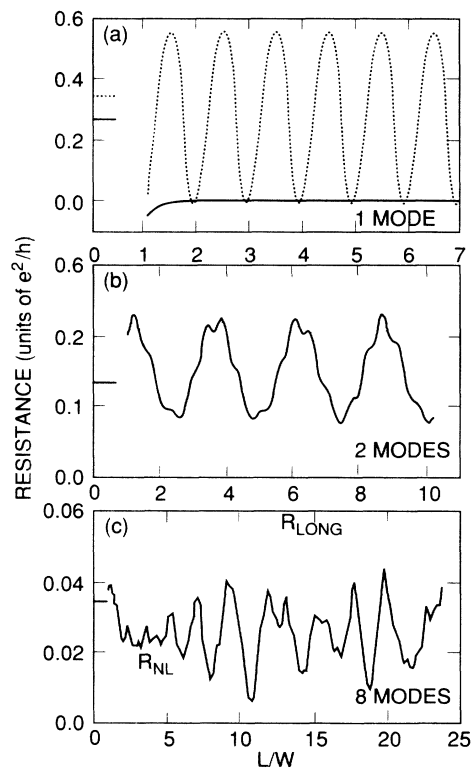 (a)
0.6
0.4
0.2
0.0
1 MODE
0 1 2 3 4 5 6 7
RESISTANCE (units of e²/h)
(b)
0.6
0.2
0.1
0.0
2 MODES
0 2 4 6 8 10
(c)
R_LONG
0.06
0.04
0.02
0.0
R_NL
8 MODES
0 5 10 15 20 25
L/W